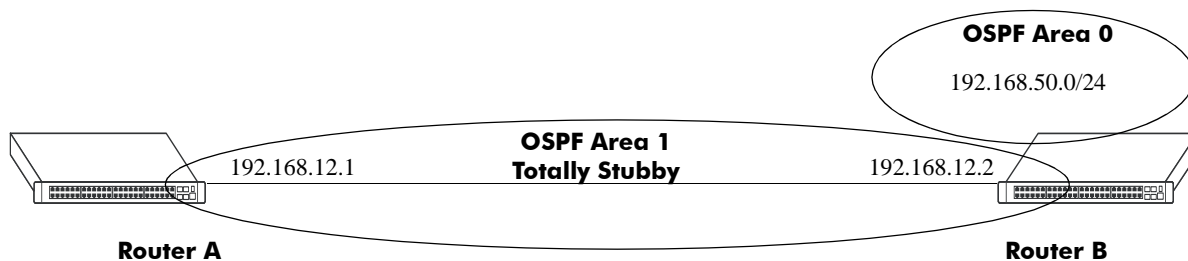 OSPF Area 0
192.168.50.0/24
OSPF Area 1
Totally Stubby
192.168.12.1
192.168.12.2
Router A
Router B